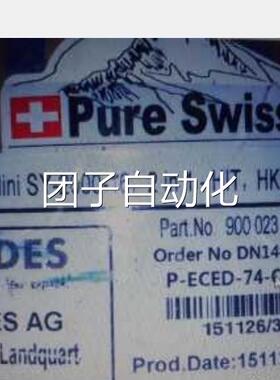 Pure Swiss
团子自动化
Part.No 900 023
DES
Order No DN14
P-ECED-74-
ES AG
151126/3
Landquart
Prod.Date:1511